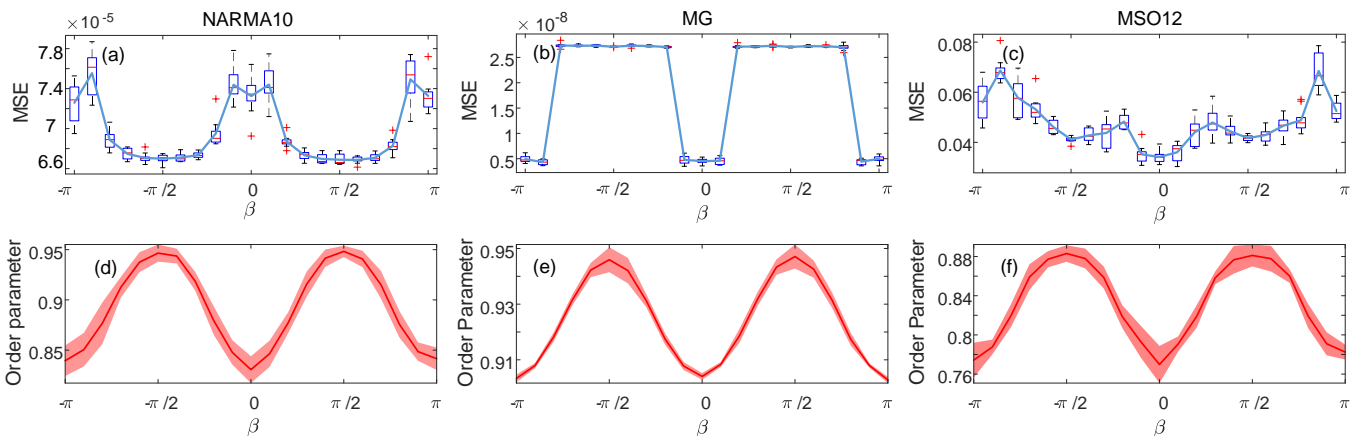 NARMA10
MG
MSO12
×10⁻⁵
(a)
MSE
7.8
7.4
7
6.6
-π
-π/2
0
π/2
π
β
×10⁻⁸
(b)
MSE
2.5
1.5
0.5
-π
-π/2
0
π/2
π
β
(c)
MSE
0.08
0.06
0.04
-π
-π/2
0
π/2
π
β
(d)
Order parameter
0.95
0.9
0.85
-π
-π/2
0
π/2
π
β
(e)
Order Parameter
0.95
0.93
0.91
-π
-π/2
0
π/2
π
β
(f)
Order Parameter
0.88
0.84
0.8
0.76
-π
-π/2
0
π/2
π
β